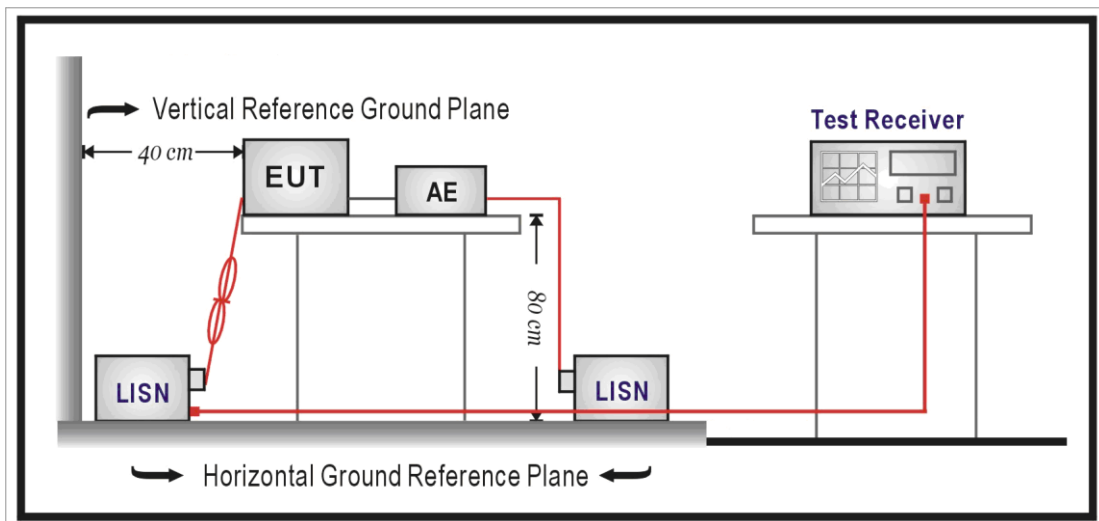 Vertical Reference Ground Plane
Test Receiver
40 cm
EUT
AE
80 cm
LISN
LISN
Horizontal Ground Reference Plane